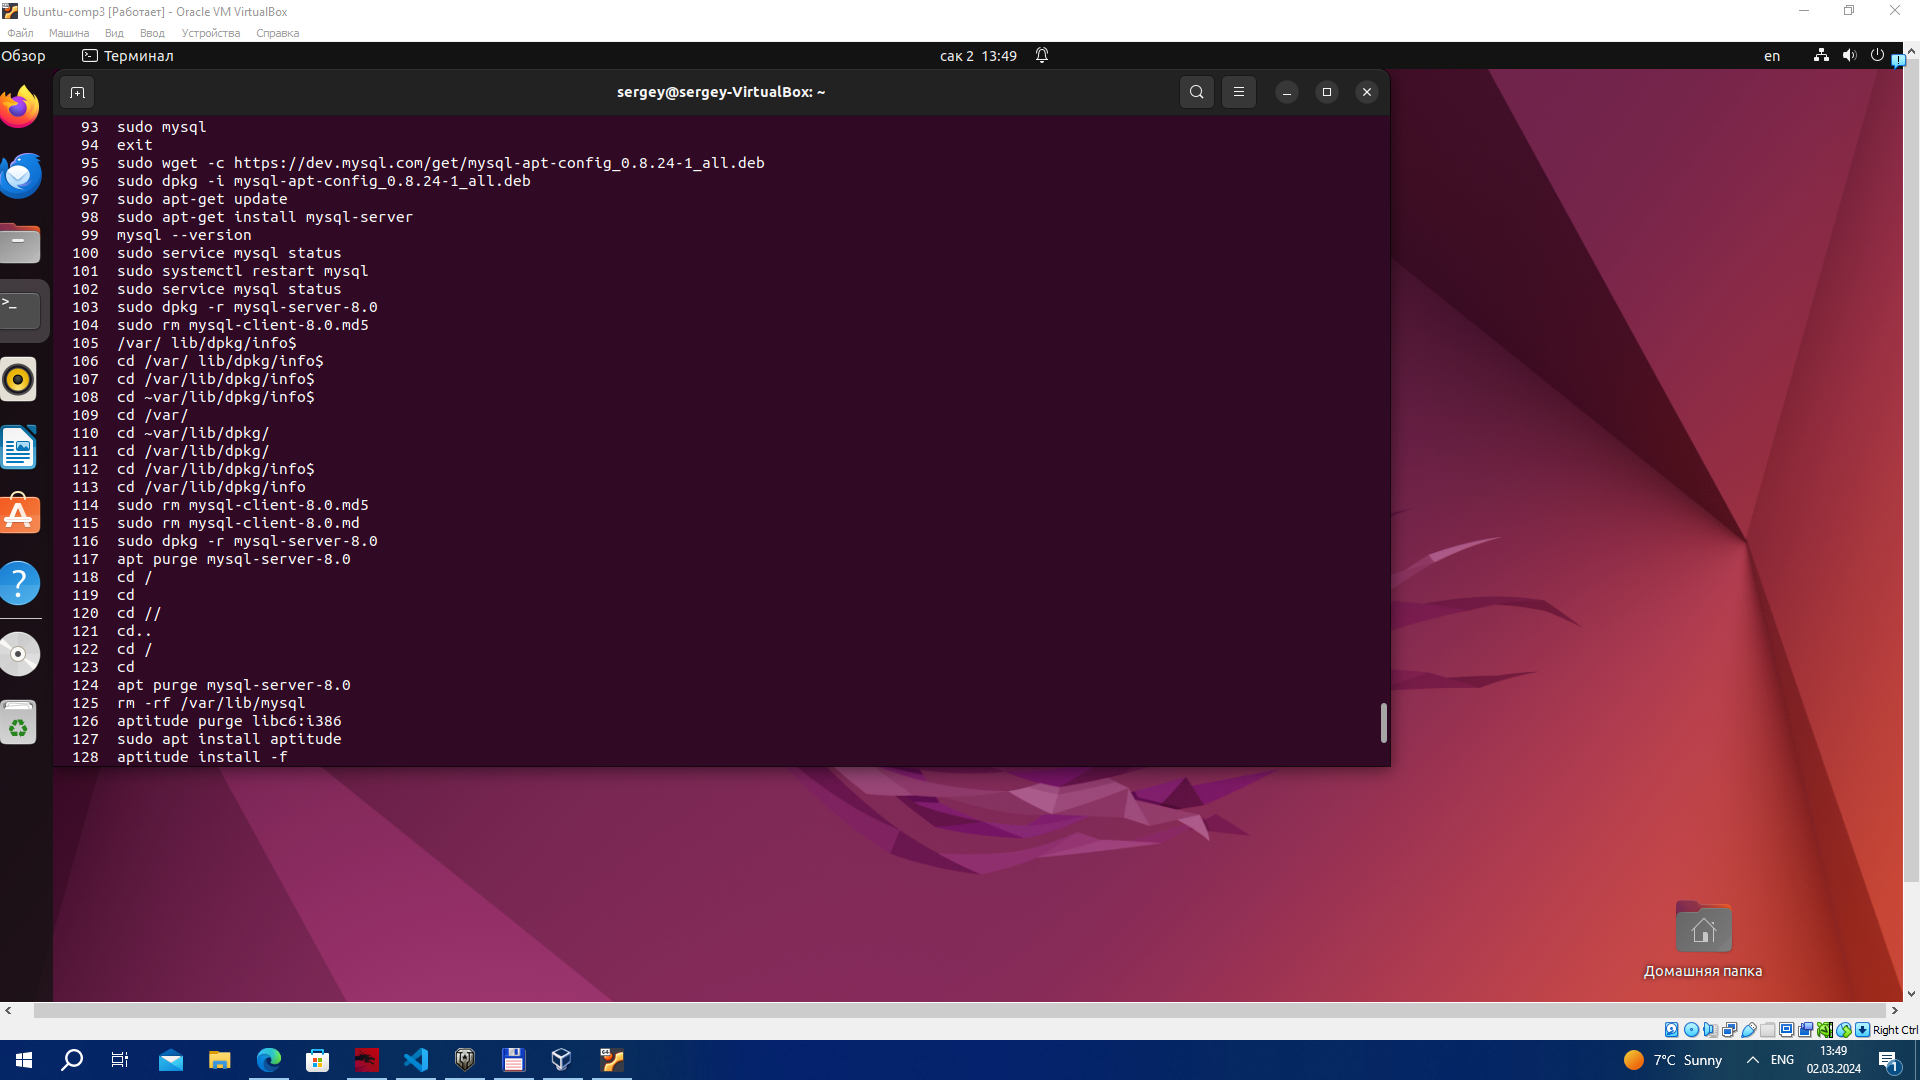 Ubuntu-comp3 [Работает] - Oracle VM VirtualBox
Файл Машина Вид Ввод Устройства Справка
Обзор Терминал сак 2 13:49 en
sergey@sergey-VirtualBox: ~
93 sudo mysql
94 exit
95 sudo wget -c https://dev.mysql.com/get/mysql-apt-config_0.8.24-1_all.deb
96 sudo dpkg -i mysql-apt-config_0.8.24-1_all.deb
97 sudo apt-get update
98 sudo apt-get install mysql-server
99 mysql --version
100 sudo service mysql status
101 sudo systemctl restart mysql
102 sudo service mysql status
103 sudo dpkg -r mysql-server-8.0
104 sudo rm mysql-client-8.0.md5
105 /var/ lib/dpkg/info$
106 cd /var/ lib/dpkg/info$
107 cd /var/lib/dpkg/info$
108 cd ~var/lib/dpkg/info$
109 cd /var/
110 cd ~var/lib/dpkg/
111 cd /var/lib/dpkg/
112 cd /var/lib/dpkg/info$
113 cd /var/lib/dpkg/info
114 sudo rm mysql-client-8.0.md5
115 sudo rm mysql-client-8.0.md
116 sudo dpkg -r mysql-server-8.0
117 apt purge mysql-server-8.0
118 cd /
119 cd
120 cd //
121 cd..
122 cd /
123 cd
124 apt purge mysql-server-8.0
125 rm -rf /var/lib/mysql
126 aptitude purge libc6:i386
127 sudo apt install aptitude
128 aptitude install -f
Домашняя папка
Right Ctrl
7°C Sunny ENG 13:49
02.03.2024 1